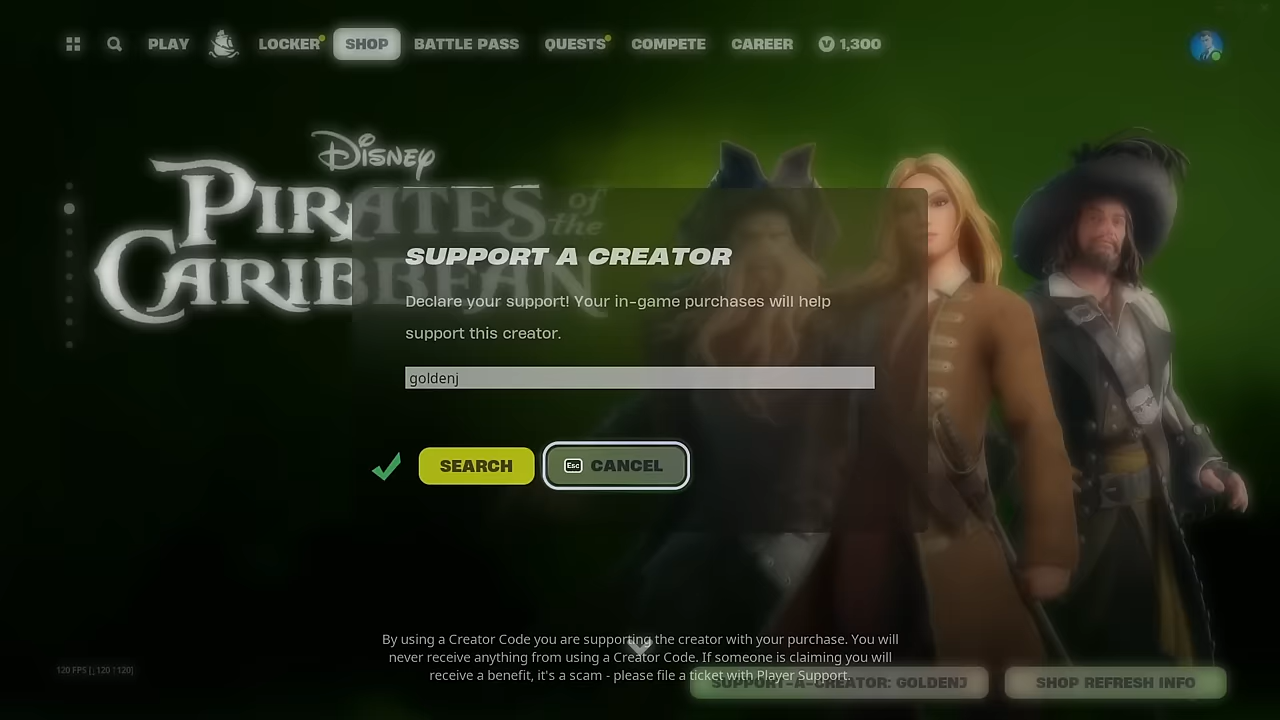 PLAY LOCKER SHOP BATTLE PASS QUESTS COMPETE CAREER V 1,300
Disney
PIRATES of the
CARIBBEAN
SUPPORT A CREATOR
Declare your support! Your in-game purchases will help
support this creator.
goldenj
SEARCH
Esc CANCEL
By using a Creator Code you are supporting the creator with your purchase. You will
never receive anything from using a Creator Code. If someone is claiming you will
receive a benefit, it's a scam - please file a ticket with Player Support.
120 FPS [¡120 !120]
SUPPORT-A-CREATOR: GOLDENJ
SHOP REFRESH INFO